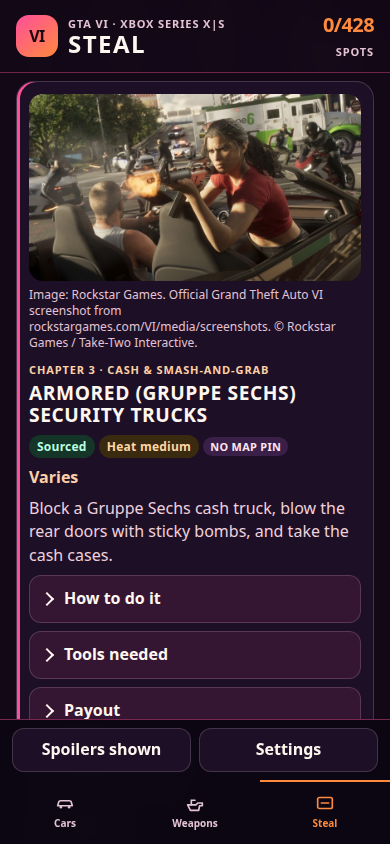 VI
GTA VI · XBOX SERIES X|S
STEAL
0/428
SPOTS
Image: Rockstar Games. Official Grand Theft Auto VI
screenshot from
rockstargames.com/VI/media/screenshots. © Rockstar
Games / Take-Two Interactive.
CHAPTER 3 · CASH & SMASH-AND-GRAB
ARMORED (GRUPPE SECHS)
SECURITY TRUCKS
Sourced
Heat medium
NO MAP PIN
Varies
Block a Gruppe Sechs cash truck, blow the
rear doors with sticky bombs, and take the
cash cases.
How to do it
Tools needed
Payout
Spoilers shown
Settings
Cars
Weapons
Steal